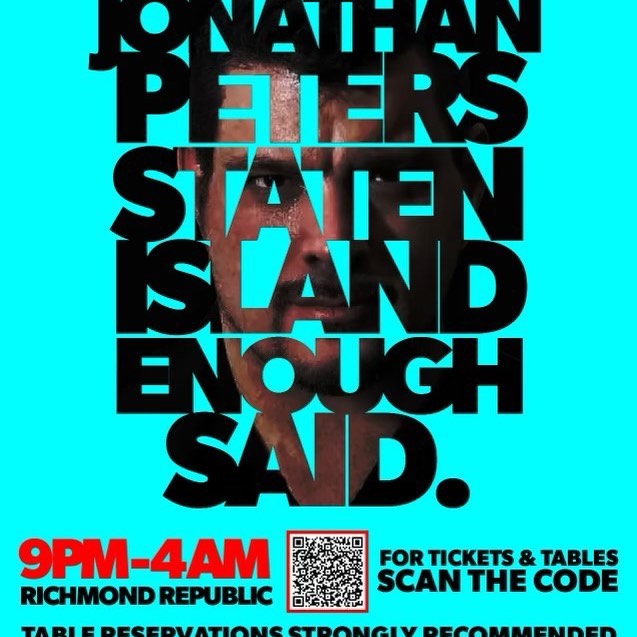 JONATHAN
PETERS
STATEN
ISLAND
ENOUGH
SAID.
9PM-4AM
RICHMOND REPUBLIC
FOR TICKETS & TABLES
SCAN THE CODE
TABLE RESERVATIONS STRONGLY RECOMMENDED